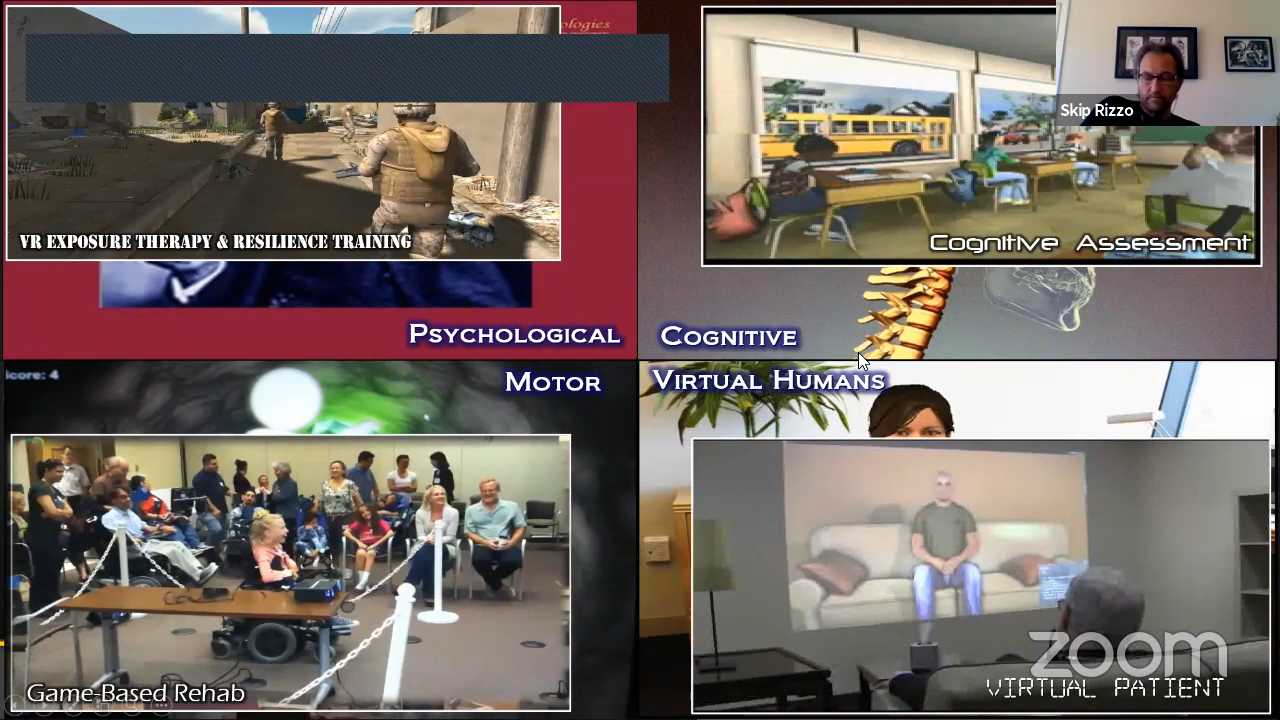 ologies
Skip Rizzo
VR EXPOSURE THERAPY & RESILIENCE TRAINING
Cognitive Assessment
PSYCHOLOGICAL
COGNITIVE
MOTOR
VIRTUAL HUMANS
core: 4
Game-Based Rehab
zoom
VIRTUAL PATIENT